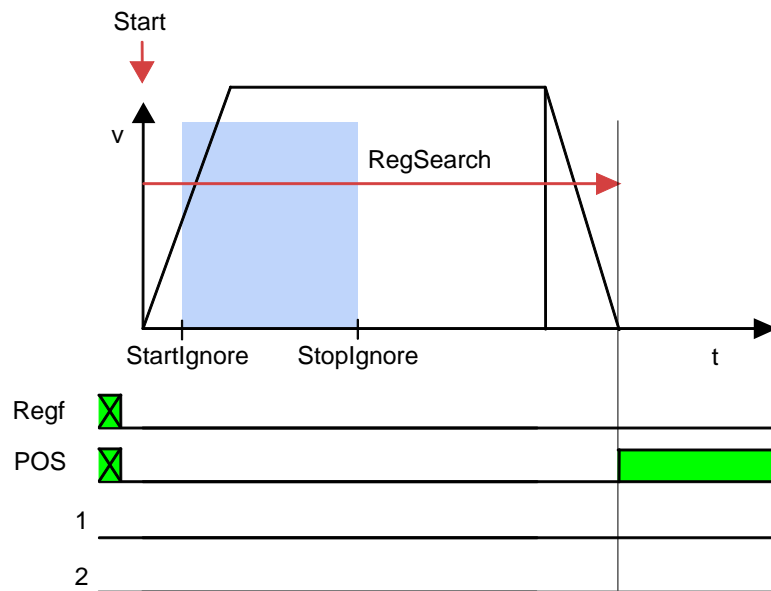 Start
v
RegSearch
StartIgnore
StopIgnore
t
Regf
POS
1
2